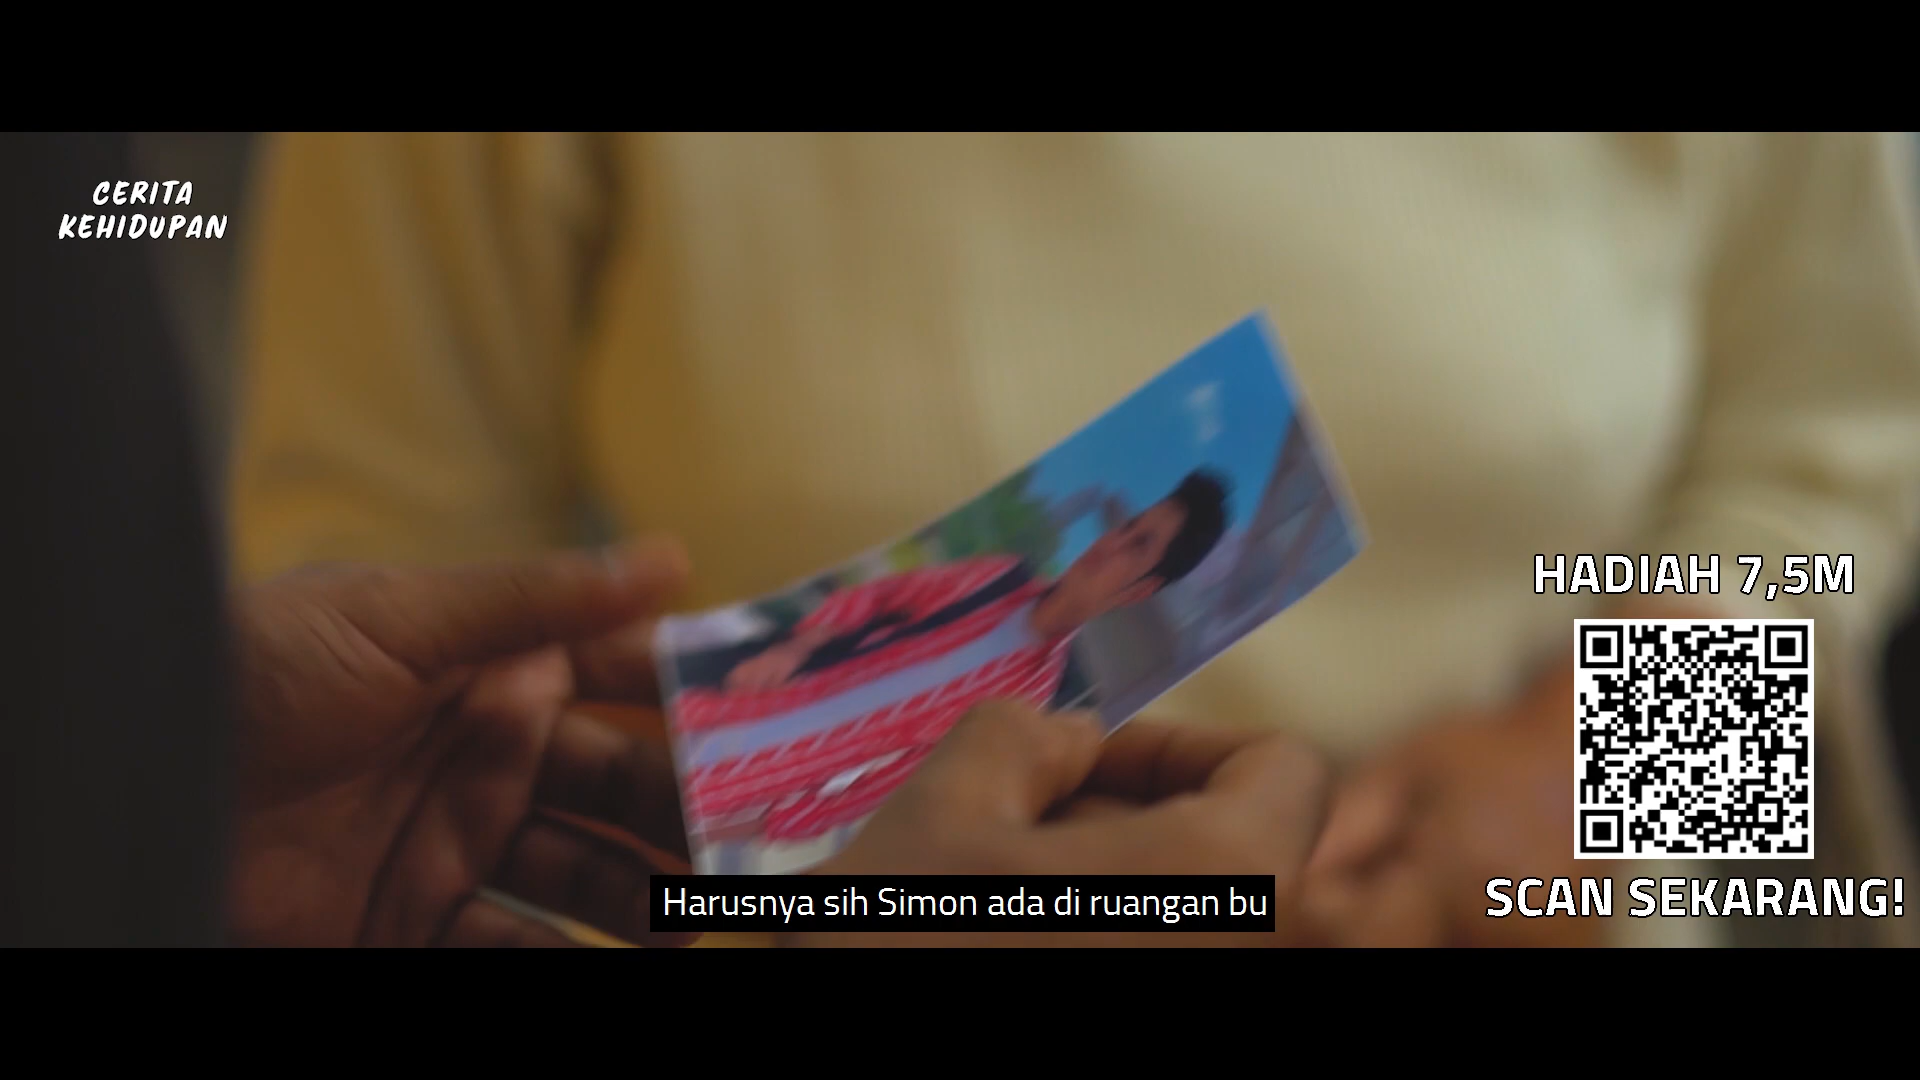 CERITA
KEHIDUPAN
HADIAH 7,5M
SCAN SEKARANG!
Harusnya sih Simon ada di ruangan bu